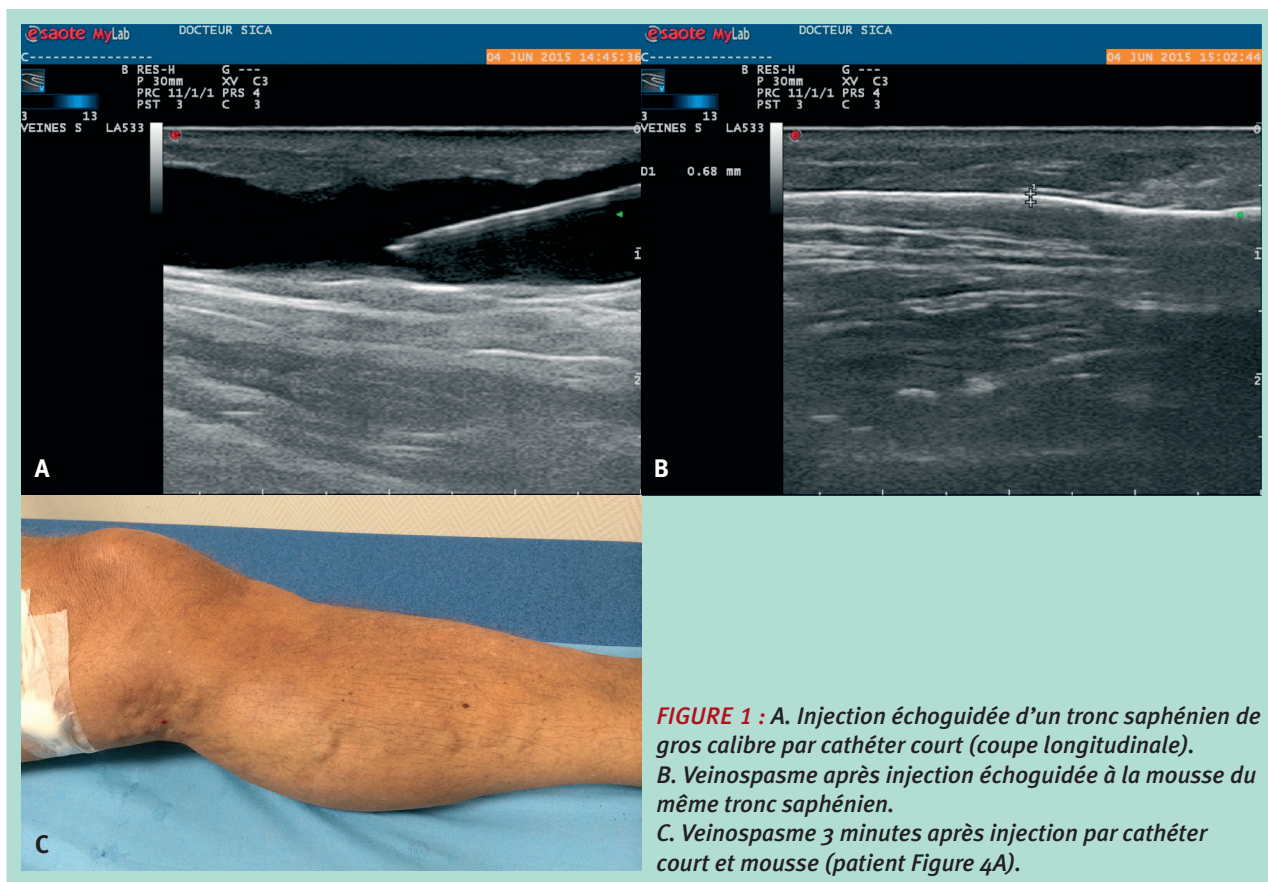 esaote MyLab DOCTEUR SICA
C-----------------
04 JUN 2015 14:45:36
B RES-H G ---
P 30mm XV C3
PRC 11/1/1 PRS 4
PST 3 C 3
3 13
VEINES S LA533
0
1
2
A
esaote MyLab DOCTEUR SICA
C-----------------
04 JUN 2015 15:02:44
B RES-H G ---
P 30mm XV C3
PRC 11/1/1 PRS 4
PST 3 C 3
3 13
VEINES S LA533
D1 0.68 mm
0
1
2
B
C
FIGURE 1 : A. Injection échoguidée d'un tronc saphénien de
gros calibre par cathéter court (coupe longitudinale).
B. Veinospasme après injection échoguidée à la mousse du
même tronc saphénien.
C. Veinospasme 3 minutes après injection par cathéter
court et mousse (patient Figure 4A).